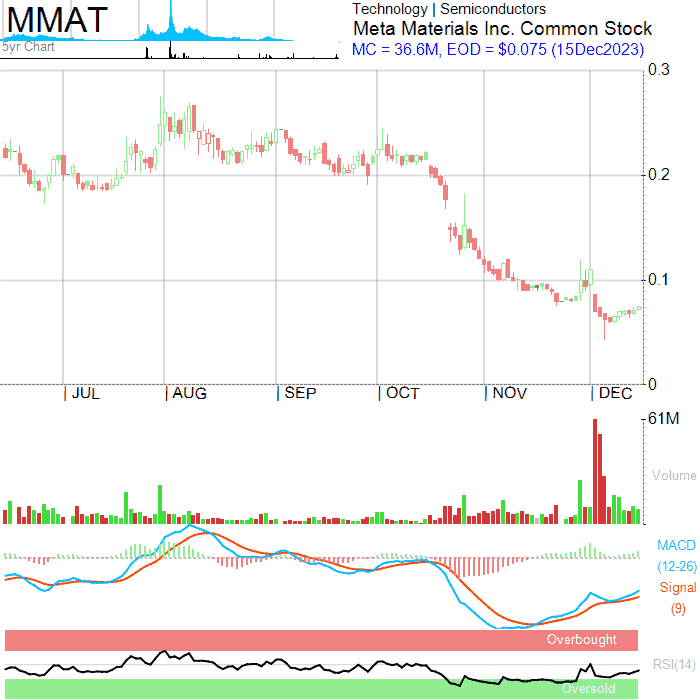 MMAT
Technology | Semiconductors
Meta Materials Inc. Common Stock
5yr Chart
MC = 36.6M, EOD = $0.075 (15Dec2023)
0.3
0.2
0.1
0
JUL AUG SEP OCT NOV DEC
61M
Volume
MACD
(12-26)
Signal
(9)
Overbought
RSI(14)
Oversold